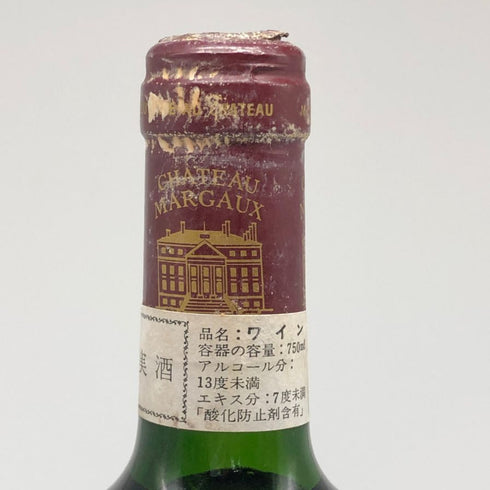 CHATEAU
CHATEAU
MARGAUX
酒
品名：ワイン
容器の容量：750ml
アルコール分：
13度未満
エキス分：7度未満
「酸化防止剤含有」